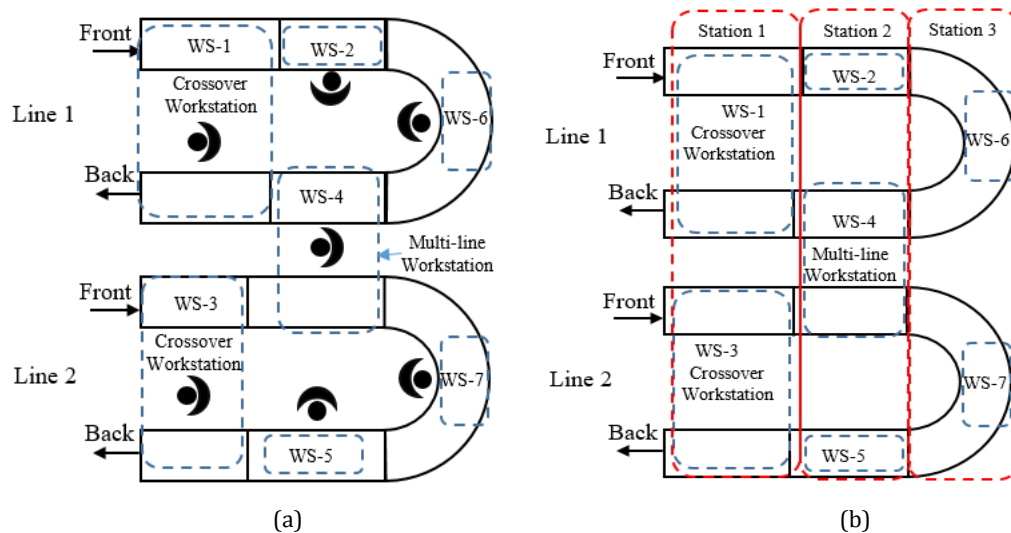 Front
WS-1
WS-2
Crossover
Workstation
Line 1
WS-6
Back
WS-4
Multi-line
Workstation
Front
WS-3
Crossover
Workstation
Line 2
WS-7
Back
WS-5
(a)
Station 1
Station 2
Station 3
Front
WS-2
WS-1
Crossover
Workstation
Line 1
WS-6
Back
WS-4
Multi-line
Workstation
Front
WS-3
Crossover
Workstation
Line 2
WS-7
Back
WS-5
(b)